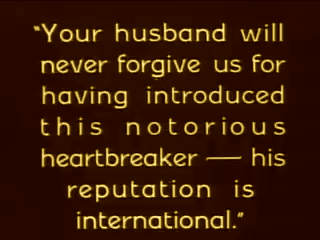 "Your husband will
never forgive us for
having introduced
this notorious
heartbreaker — his
reputation is
international."